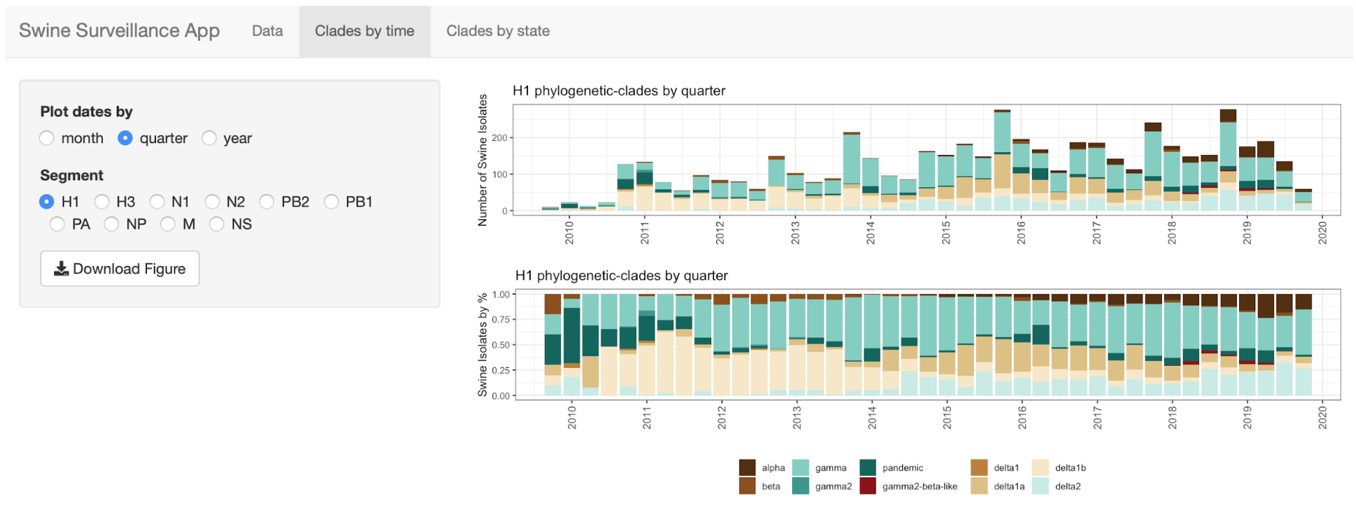 Swine Surveillance App Data Clades by time Clades by state
Plot dates by
month quarter year
Segment
H1 H3 N1 N2 PB2 PB1
PA NP M NS
Download Figure
H1 phylogenetic-clades by quarter
Number of Swine Isolates
200
100
0
2010 2011 2012 2013 2014 2015 2016 2017 2018 2019 2020
H1 phylogenetic-clades by quarter
Swine Isolates by %
1.00
0.75
0.50
0.25
0.00
2010 2011 2012 2013 2014 2015 2016 2017 2018 2019 2020
alpha gamma pandemic delta1 delta1b
beta gamma2 gamma2-beta-like delta1a delta2